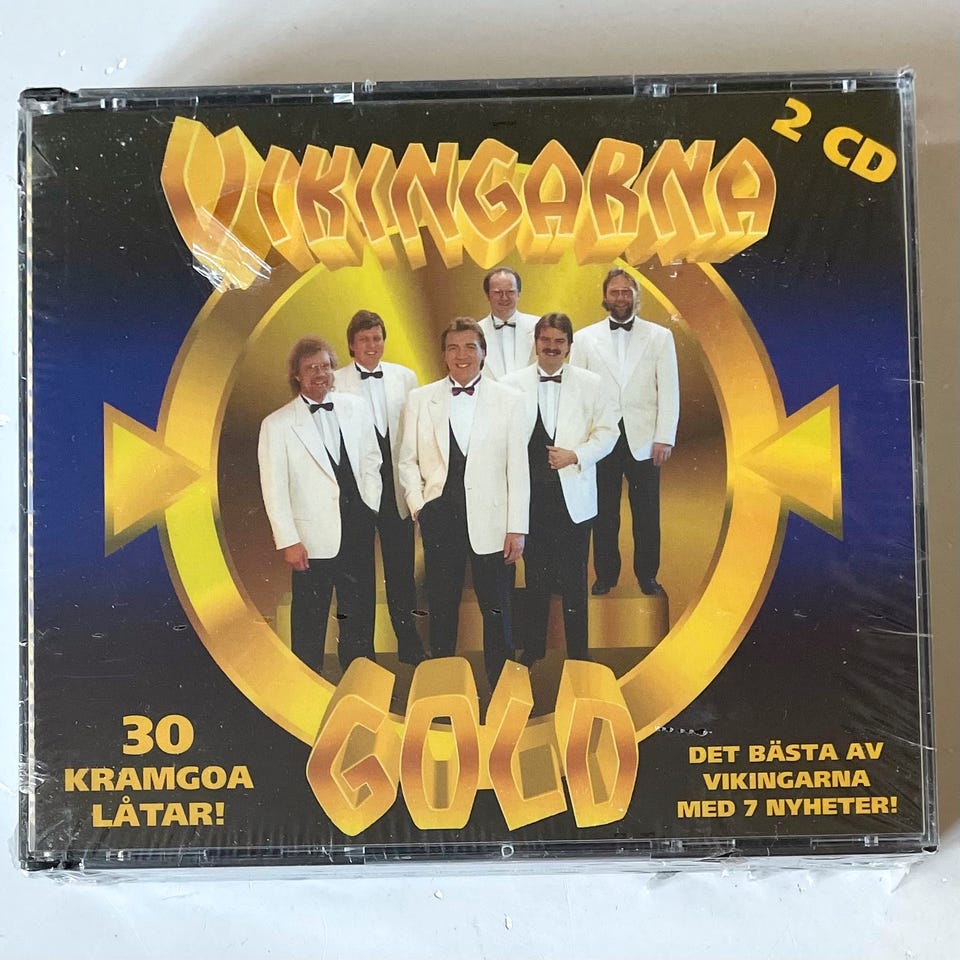 VIKINGARNA
2 CD
GOLD
30
KRAMGOA
LÅTAR!
DET BÄSTA AV
VIKINGARNA
MED 7 NYHETER!